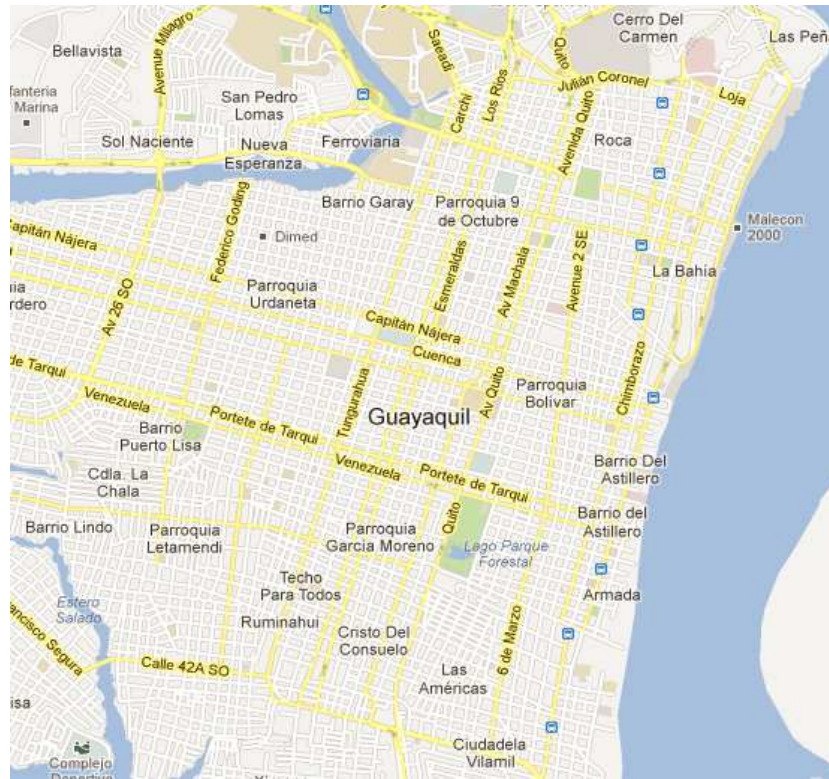 Cerro Del
Carmen
Las Peñ
Bellavista
Avenue Milagro
Saeadi
Quito
Julián Coronel
Loja
fanteria
Marina
San Pedro
Lomas
Carchi
Los Rios
Avenida Quito
Sol Naciente
Nueva
Esperanza
Ferroviaria
Roca
Barrio Garay
Parroquia 9
de Octubre
Malecon
2000
Capitán Nájera
Federico Goding
Dimed
Esmeraldas
Av Machala
Avenue 2 SE
La Bahia
uia
rdero
Av 26 SO
Parroquia
Urdaneta
Capitán Nájera
Cuenca
Chimborazo
de Tarqui
Venezuela
Portete de Tarqui
Tungurahua
Guayaquil
Av Quito
Parroquia
Bolivar
Barrio
Puerto Lisa
Venezuela
Portete de Tarqui
Barrio Del
Astillero
Cdla. La
Chala
Barrio Lindo
Parroquia
Letamendi
Parroquia
Garcia Moreno
Quito
Lago Parque
Forestal
Barrio del
Astillero
Techo
Para Todos
Armada
Estero
Salado
Ruminahui
Cristo Del
Consuelo
6 de Marzo
ancisco Segura
Calle 42A SO
Las
Américas
isa
Complejo
Deportivo
Ciudadela
Vilamil